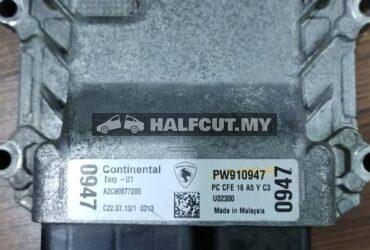 HALFCUT.MY
0947
Continental
Easy - U1
A2C90977200
C22.07.13/1 0213
PW910947
PC CFE 16 A5 Y C3
U02300
Made in Malaysia
0947